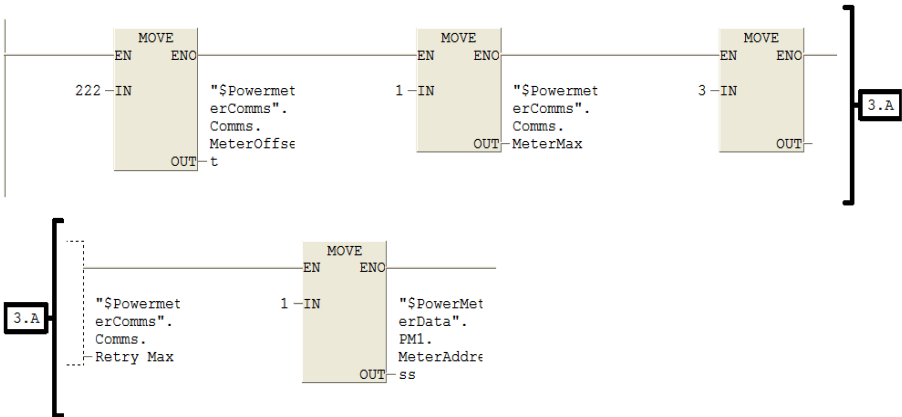 MOVE
EN ENO
222 IN
"$Powermet
erComms".
Comms.
MeterOffse
OUT t
MOVE
EN ENO
1 IN
"$Powermet
erComms".
Comms.
OUT MeterMax
MOVE
EN ENO
3 IN
OUT
3.A
3.A
"$Powermet
erComms".
Comms.
Retry Max
MOVE
EN ENO
1 IN
"$PowerMet
erData".
PM1.
MeterAddre
OUT ss